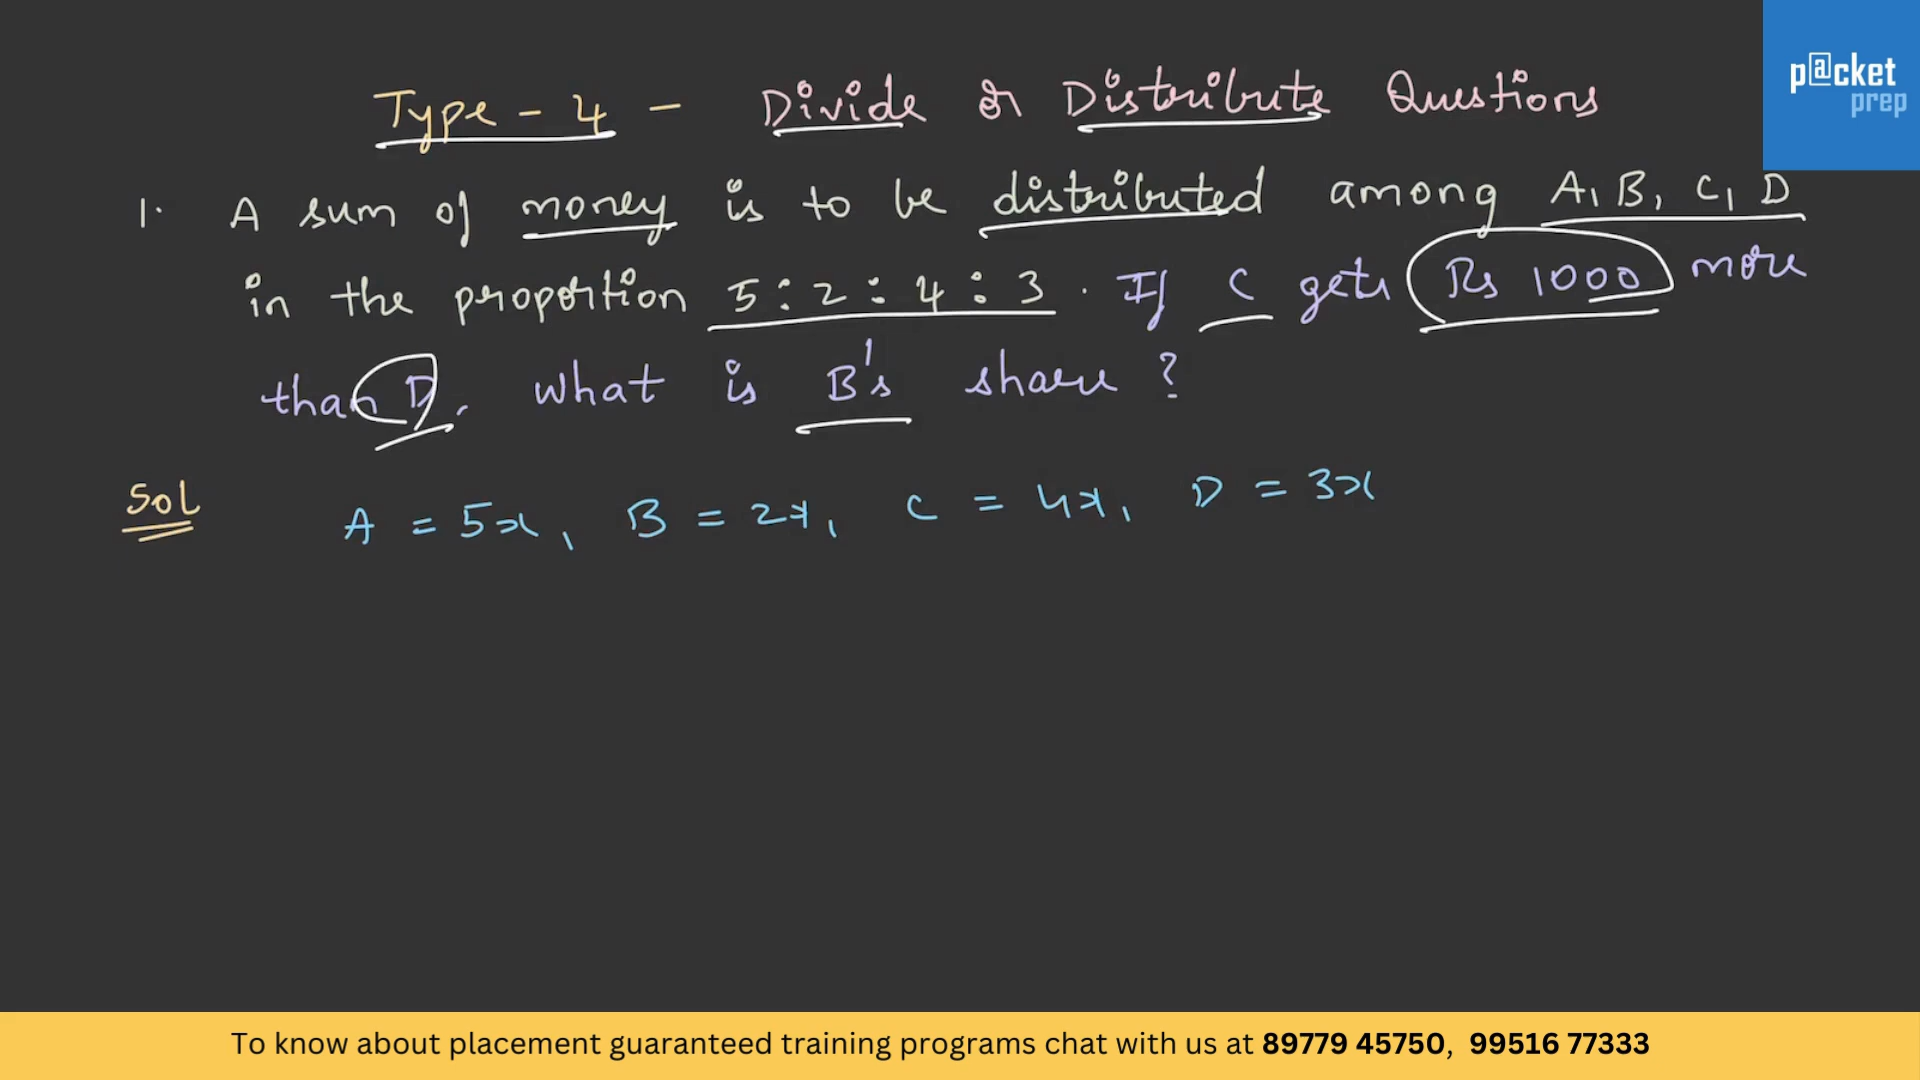 p@cket
prep
Type - 4 - Divide or Distribute Questions
1. A sum of money is to be distributed among A, B, C, D
in the proportion 5 : 2 : 4 : 3 . If C gets Rs 1000 more
than D, what is B's share ?
Sol A = 5x, B = 2x, C = 4x, D = 3x
To know about placement guaranteed training programs chat with us at 89779 45750, 99516 77333